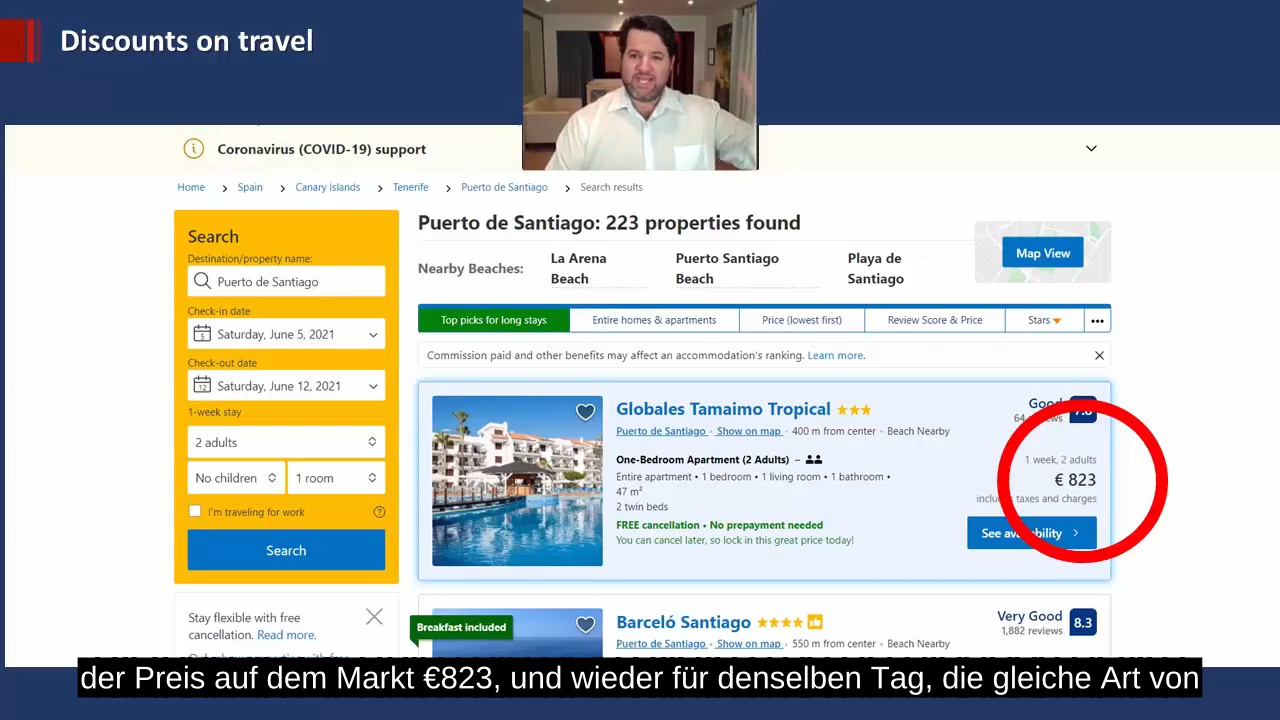 Discounts on travel
Coronavirus (COVID-19) support
Home Spain Canary Islands Tenerife Puerto de Santiago Search results
Search
Destination/property name:
Puerto de Santiago
Check-in date
5
Saturday, June 5, 2021
Check-out date
12
Saturday, June 12, 2021
1-week stay
2 adults
No children 1 room
I'm traveling for work
Search
Stay flexible with free
cancellation. Read more.
Puerto de Santiago: 223 properties found
Nearby Beaches:
La Arena
Beach
Puerto Santiago
Beach
Playa de
Santiago
Map View
Top picks for long stays Entire homes & apartments Price (lowest first) Review Score & Price Stars
Commission paid and other benefits may affect an accommodation's ranking. Learn more.
Globales Tamaimo Tropical
Good
Puerto de Santiago · Show on map · 400 m from center · Beach Nearby
One-Bedroom Apartment (2 Adults) –
Entire apartment • 1 bedroom • 1 living room • 1 bathroom •
47 m²
2 twin beds
FREE cancellation • No prepayment needed
You can cancel later, so lock in this great price today!
1 week, 2 adults
€ 823
includes taxes and charges
See availability
Breakfast included
Barceló Santiago
Very Good
1,882 reviews
8.3
Puerto de Santiago · Show on map · 550 m from center · Beach Nearby
der Preis auf dem Markt €823, und wieder für denselben Tag, die gleiche Art von